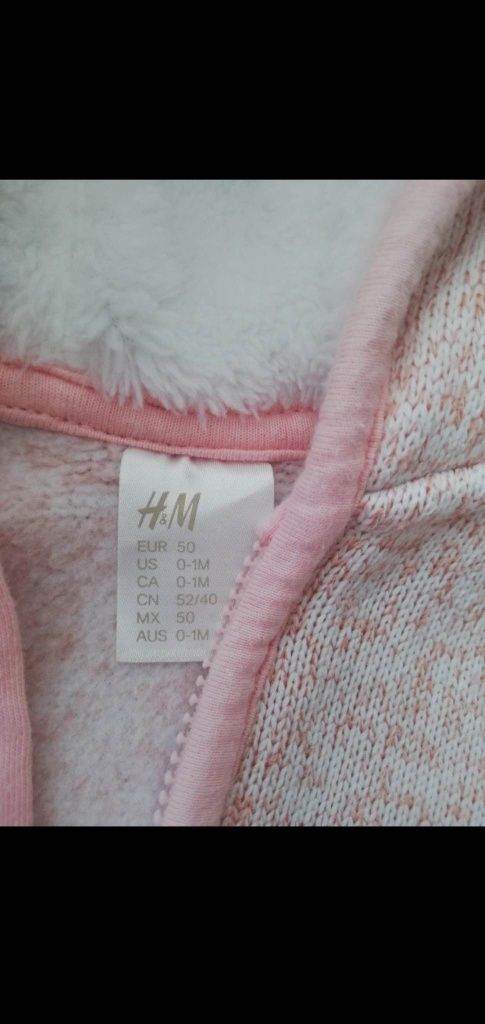 H&M
EUR 50
US 0-1M
CA 0-1M
CN 52/40
MX 50
AUS 0-1M